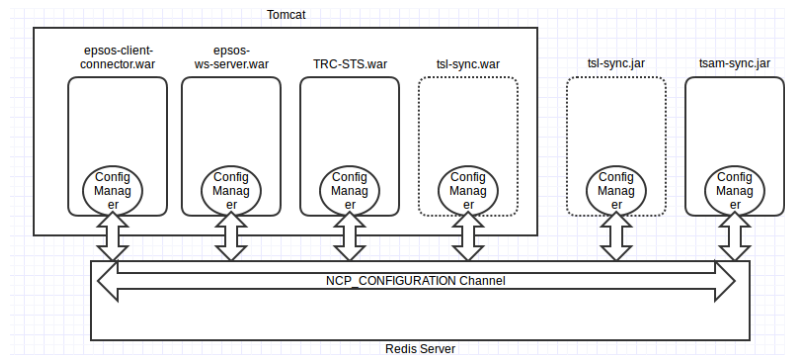 Tomcat
epsos-client-
connector.war
epsos-
ws-server.war
TRC-STS.war
tsl-sync.war
tsl-sync.jar
tsam-sync.jar
Config
Manag
er
Config
Manag
er
Config
Manag
er
Config
Manag
er
Config
Manag
er
Config
Manag
er
NCP_CONFIGURATION Channel
Redis Server